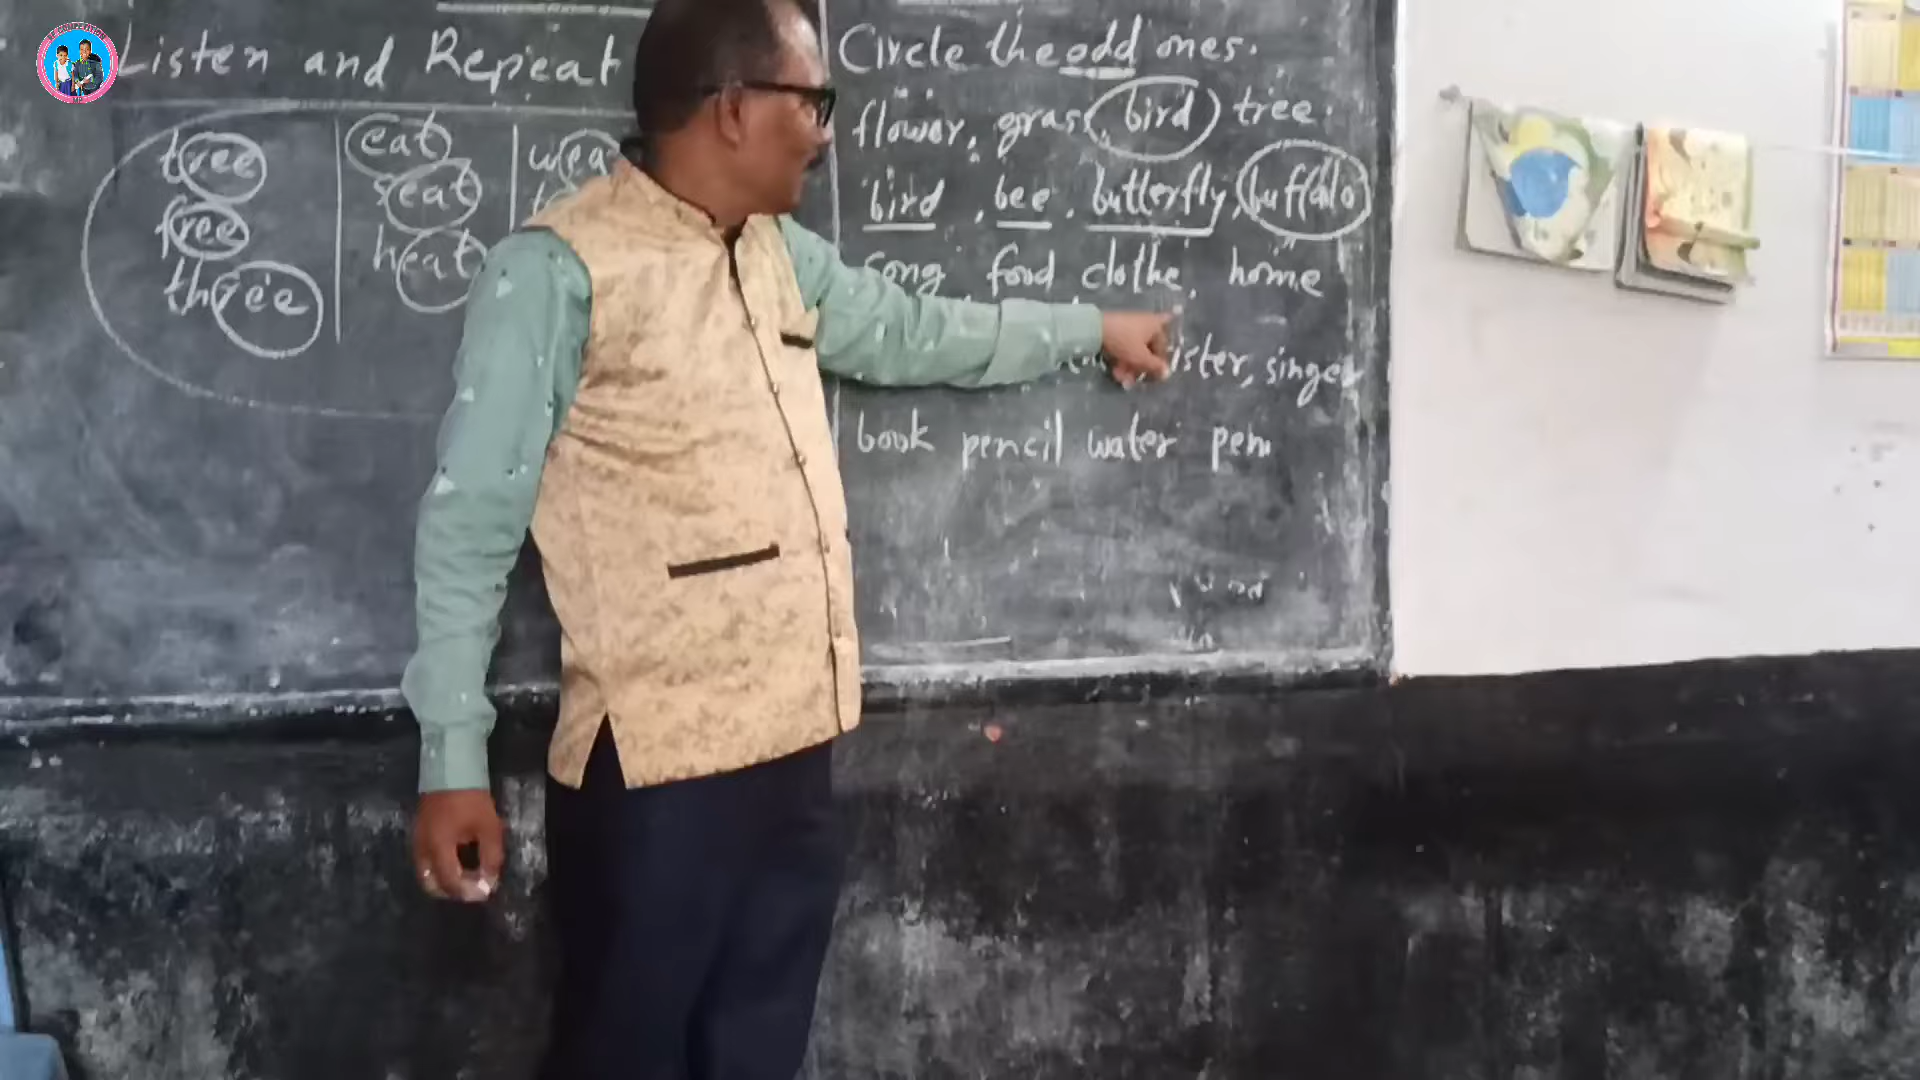 Listen and Repeat
tree eat
free seat
three heat
Circle the odd ones.
flower, grass, bird, tree.
bird, bee, butterfly, buffalo
song food clothe, home
sister, singer
book pencil water pen